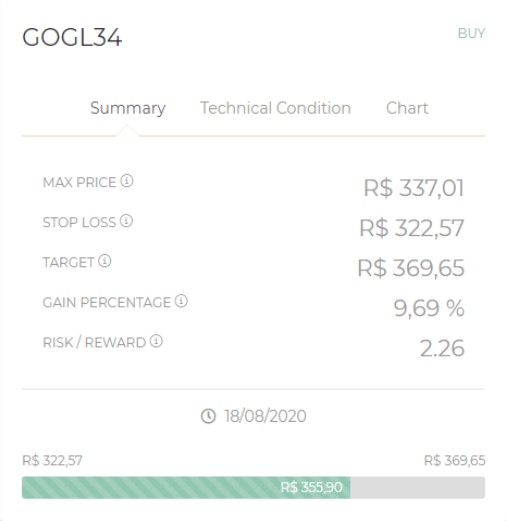 GOGL34 BUY
Summary Technical Condition Chart
MAX PRICE R$ 337,01
STOP LOSS R$ 322,57
TARGET R$ 369,65
GAIN PERCENTAGE 9,69 %
RISK / REWARD 2.26
18/08/2020
R$ 322,57 R$ 369,65
R$ 355,90